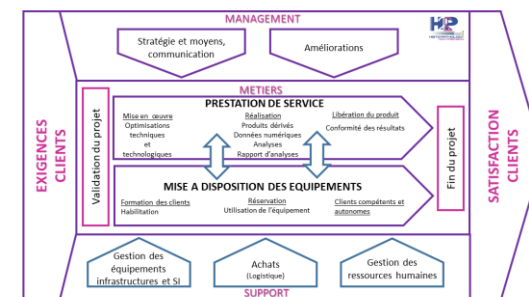 MANAGEMENT
H2P
Stratégie et moyens,
communication
Améliorations
EXIGENCES
CLIENTS
Validation du projet
METIERS
PRESTATION DE SERVICE
Mise en œuvre
Optimisations
techniques
et
technologiques
Réalisation
Produits dérivés
Données numériques
Analyses
Rapport d'analyses
Libération du produit
Conformité des résultats
MISE A DISPOSITION DES EQUIPEMENTS
Formation des clients
Habilitation
Réservation
Utilisation de l'équipement
Clients compétents et
autonomes
Fin du projet
SATISFACTION
CLIENTS
Gestion des
équipements
infrastructures et SI
Achats
(Logistique)
Gestion des
ressources humaines
SUPPORT